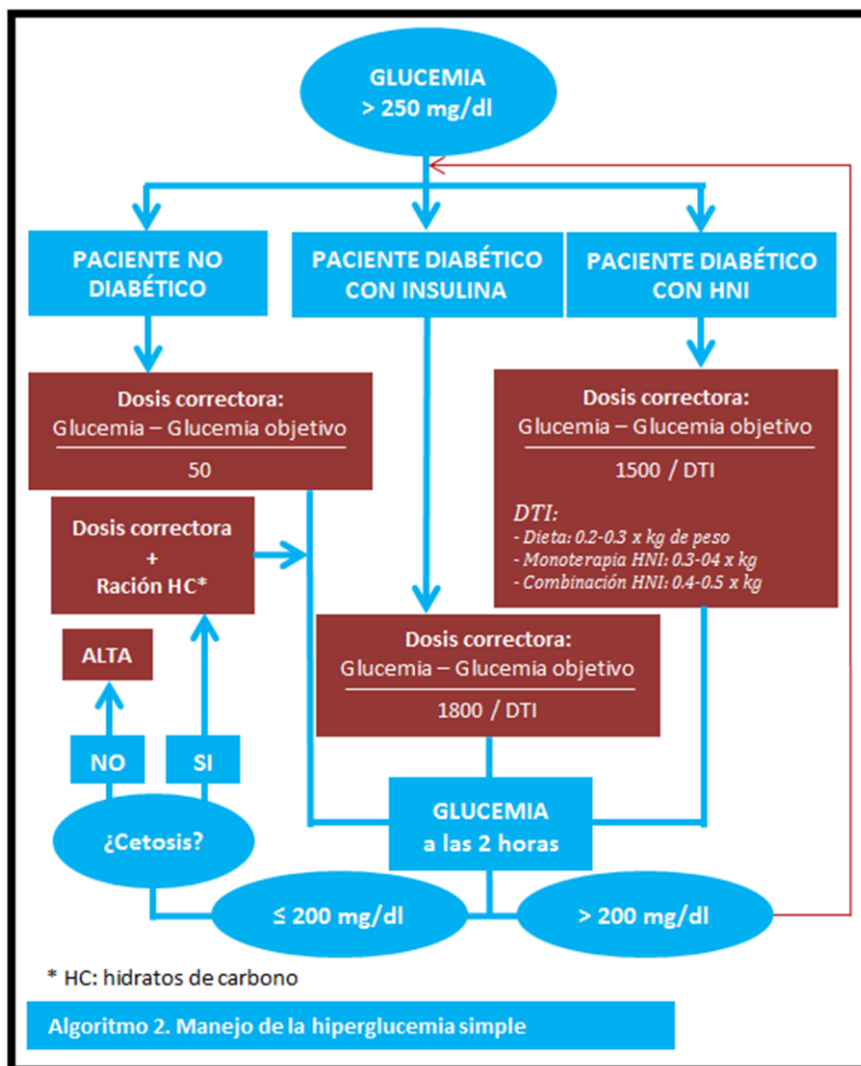 GLUCEMIA
> 250 mg/dl
PACIENTE NO
DIABÉTICO
PACIENTE DIABÉTICO
CON INSULINA
PACIENTE DIABÉTICO
CON HNI
Dosis correctora:
Glucemia – Glucemia objetivo
50
Dosis correctora:
Glucemia – Glucemia objetivo
1500 / DTI
DTI:
- Dieta: 0.2-0.3 x kg de peso
- Monoterapia HNI: 0.3-04 x kg
- Combinación HNI: 0.4-0.5 x kg
Dosis correctora
+
Ración HC*
Dosis correctora:
Glucemia – Glucemia objetivo
1800 / DTI
ALTA
NO
SI
¿Cetosis?
GLUCEMIA
a las 2 horas
≤ 200 mg/dl
> 200 mg/dl
* HC: hidratos de carbono
Algoritmo 2. Manejo de la hiperglucemia simple